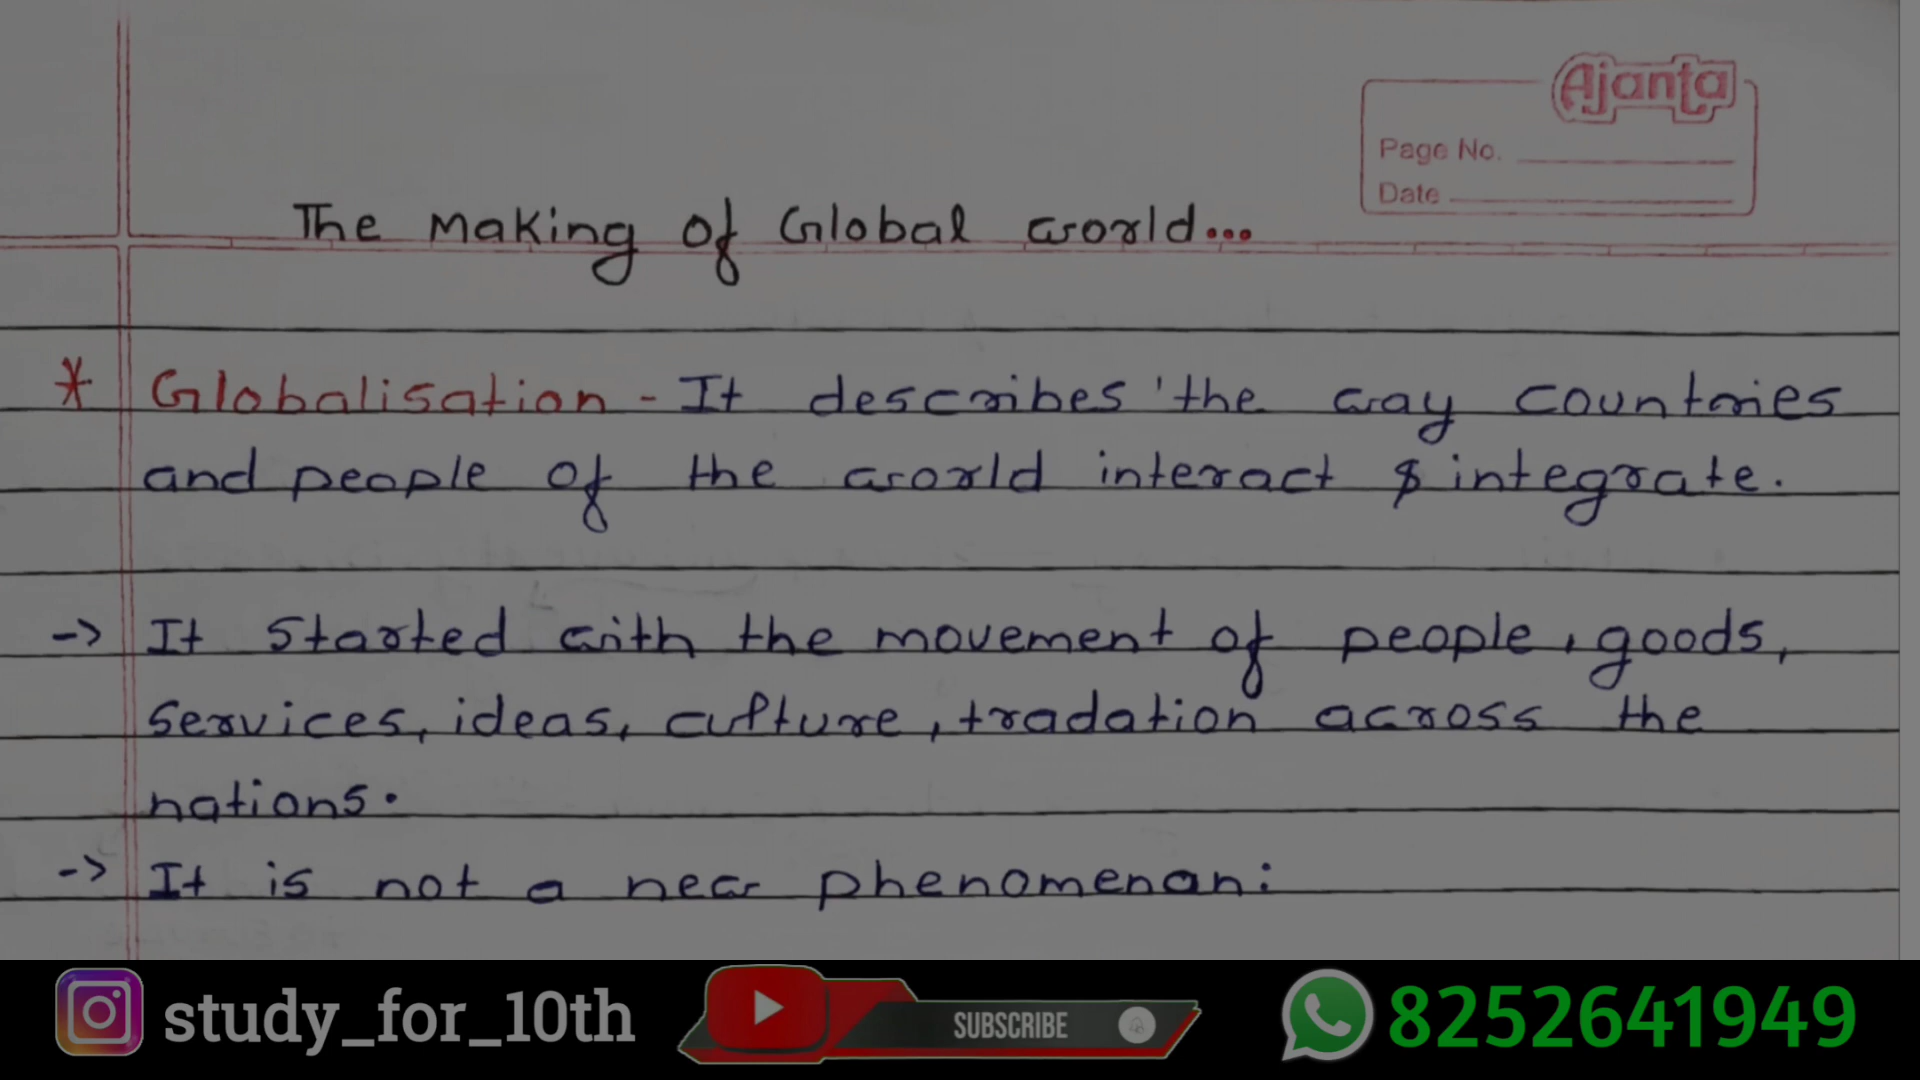 Ajanta
Page No.
Date
The Making of Global world...
* Globalisation - It describes the way countries
and people of the world interact & integrate.
-> It started with the movement of people, goods,
services, ideas, culture, tradation across the
nations.
-> It is not a new phenomenan:
study_for_10th
SUBSCRIBE
8252641949